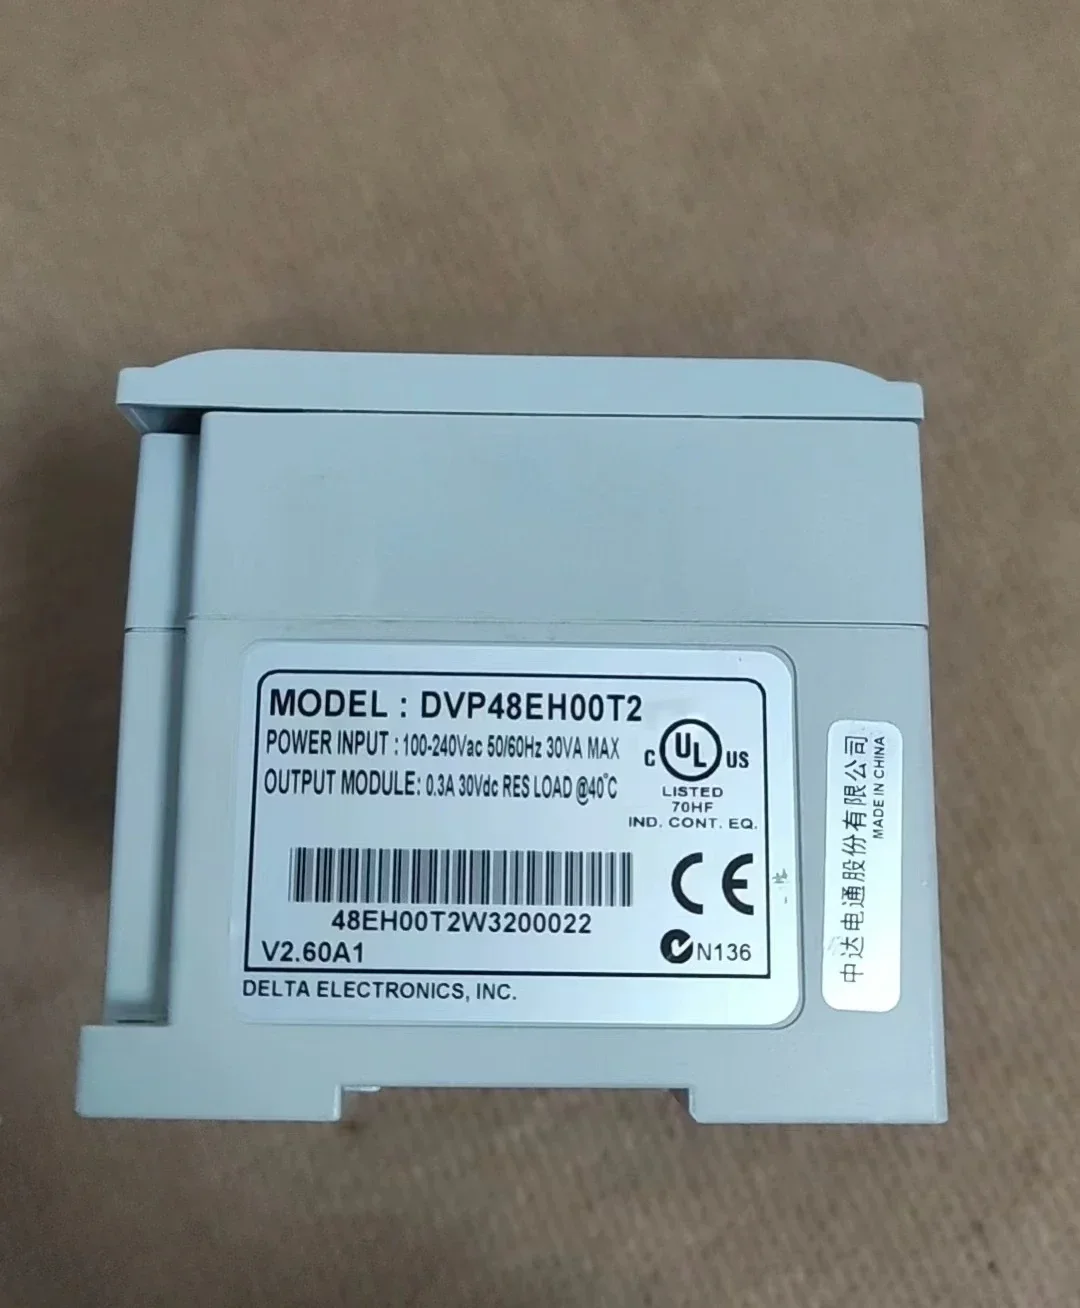 MODEL : DVP48EH00T2
POWER INPUT : 100-240Vac 50/60Hz 30VA MAX
OUTPUT MODULE: 0.3A 30Vdc RES LOAD @40°C
C UL US
LISTED
70HF
IND. CONT. EQ.
48EH00T2W3200022
CE
V2.60A1
N136
DELTA ELECTRONICS, INC.
中达电通股份有限公司
MADE IN CHINA